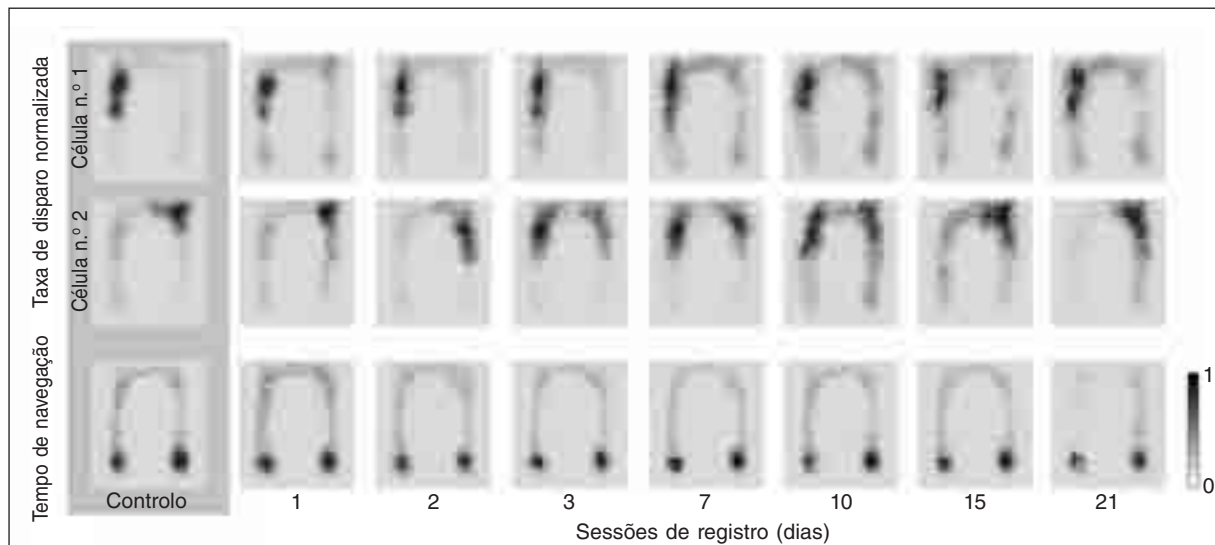 Taxa de disparo normalizada
Célula n.º 1
Célula n.º 2
Tempo de navegação
1
0
Controlo 1 2 3 7 10 15 21
Sessões de registro (dias)